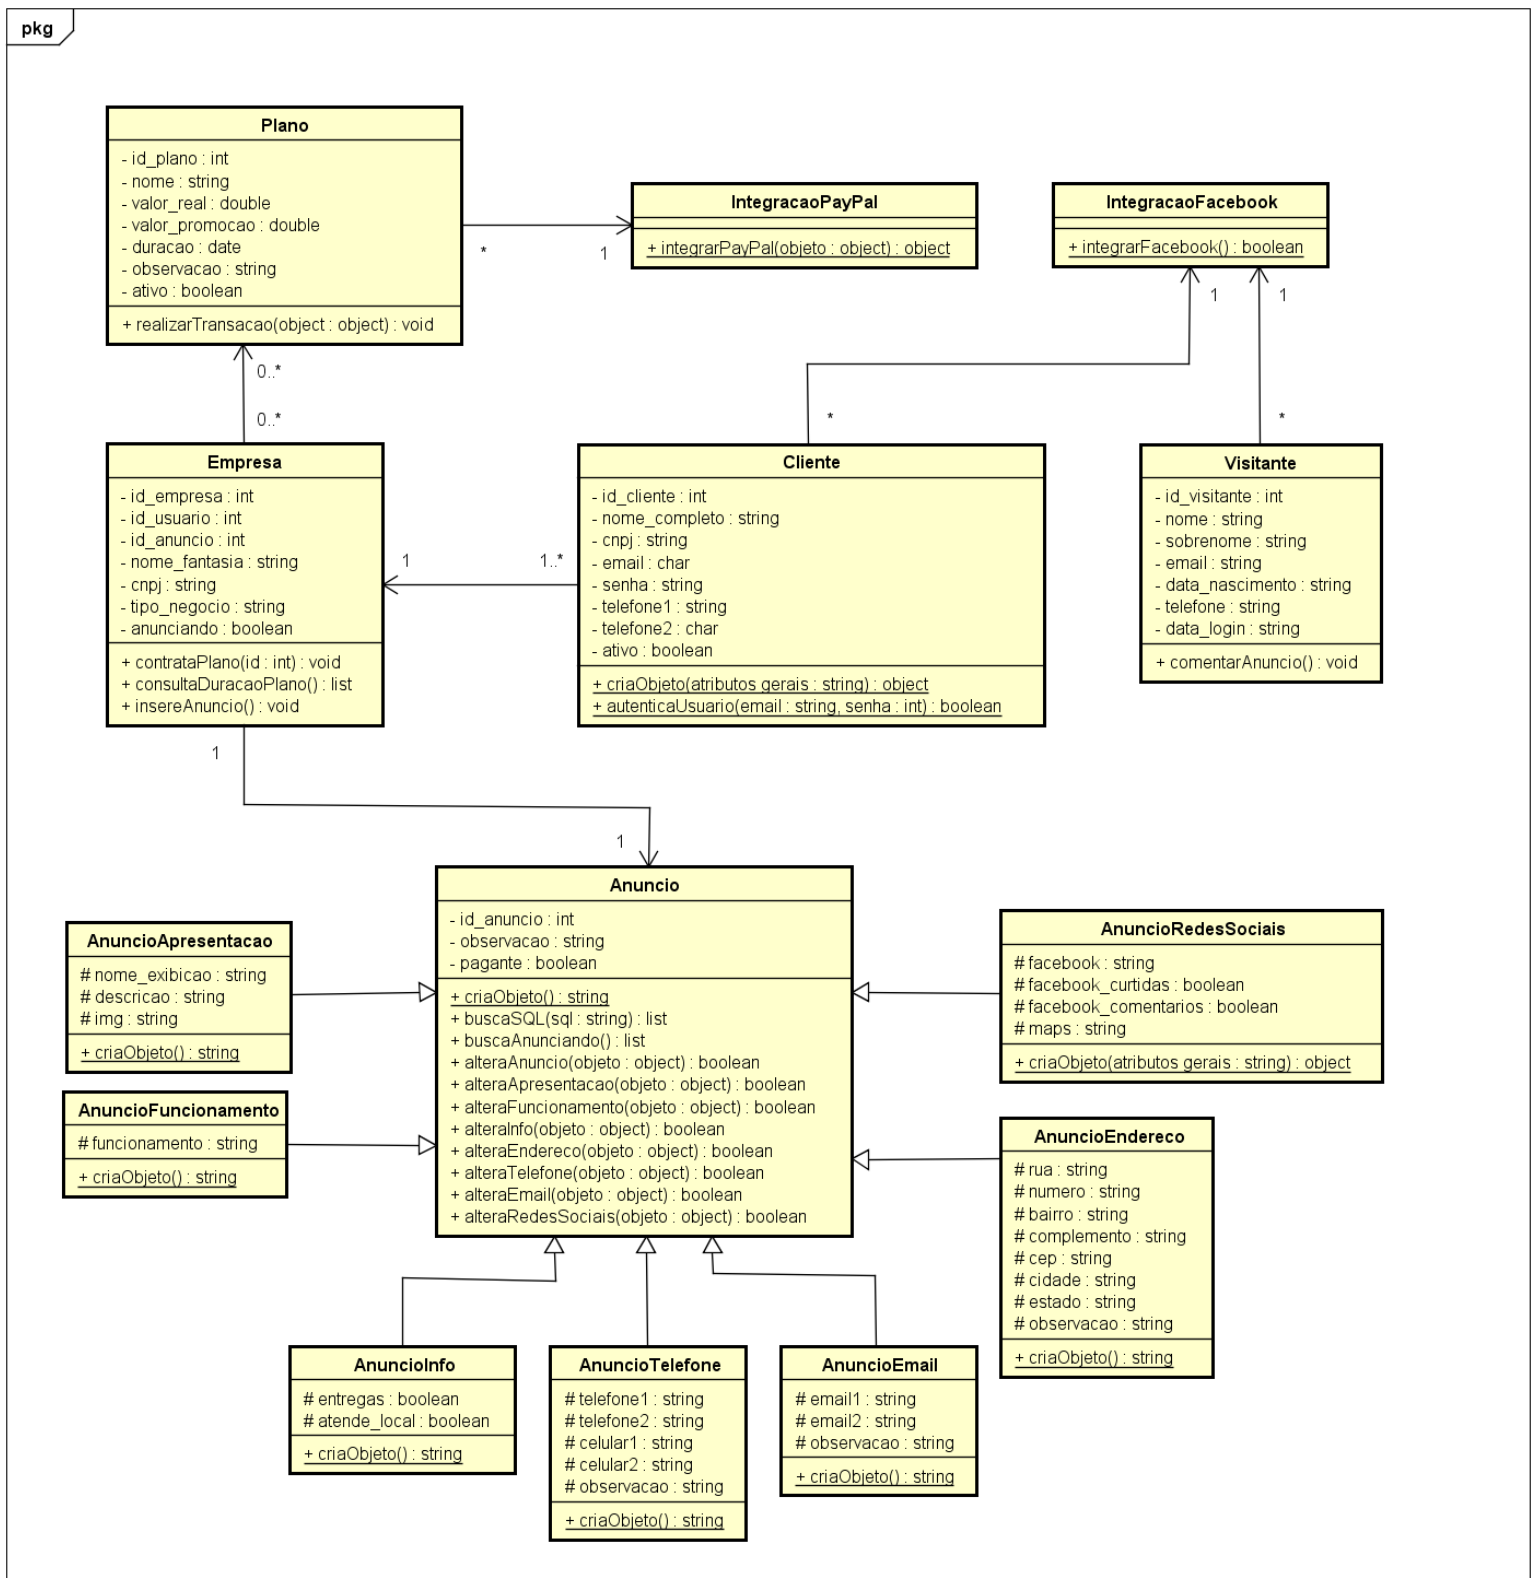 pkg
Plano
- id_plano : int
- nome : string
- valor_real : double
- valor_promocao : double
- duracao : date
- observacao : string
- ativo : boolean
+ realizarTransacao(object : object) : void
*
1
IntegracaoPayPal
+ integrarPayPal(objeto : object) : object
IntegracaoFacebook
+ integrarFacebook() : boolean
1
1
0..*
0..*
*
*
Empresa
- id_empresa : int
- id_usuario : int
- id_anuncio : int
- nome_fantasia : string
- cnpj : string
- tipo_negocio : string
- anunciando : boolean
+ contrataPlano(id : int) : void
+ consultaDuracaoPlano() : list
+ insereAnuncio() : void
1
1..*
Cliente
- id_cliente : int
- nome_completo : string
- cnpj : string
- email : char
- senha : string
- telefone1 : string
- telefone2 : char
- ativo : boolean
+ criaObjeto(atributos gerais : string) : object
+ autenticaUsuario(email : string, senha : int) : boolean
Visitante
- id_visitante : int
- nome : string
- sobrenome : string
- email : string
- data_nascimento : string
- telefone : string
- data_login : string
+ comentarAnuncio() : void
1
1
Anuncio
- id_anuncio : int
- observacao : string
- pagante : boolean
+ criaObjeto() : string
+ buscaSQL(sql : string) : list
+ buscaAnunciando() : list
+ alteraAnuncio(objeto : object) : boolean
+ alteraApresentacao(objeto : object) : boolean
+ alteraFuncionamento(objeto : object) : boolean
+ alteraInfo(objeto : object) : boolean
+ alteraEndereco(objeto : object) : boolean
+ alteraTelefone(objeto : object) : boolean
+ alteraEmail(objeto : object) : boolean
+ alteraRedesSociais(objeto : object) : boolean
AnuncioApresentacao
# nome_exibicao : string
# descricao : string
# img : string
+ criaObjeto() : string
AnuncioFuncionamento
# funcionamento : string
+ criaObjeto() : string
AnuncioRedesSociais
# facebook : string
# facebook_curtidas : boolean
# facebook_comentarios : boolean
# maps : string
+ criaObjeto(atributos gerais : string) : object
AnuncioEndereco
# rua : string
# numero : string
# bairro : string
# complemento : string
# cep : string
# cidade : string
# estado : string
# observacao : string
+ criaObjeto() : string
AnuncioInfo
# entregas : boolean
# atende_local : boolean
+ criaObjeto() : string
AnuncioTelefone
# telefone1 : string
# telefone2 : string
# celular1 : string
# celular2 : string
# observacao : string
+ criaObjeto() : string
AnuncioEmail
# email1 : string
# email2 : string
# observacao : string
+ criaObjeto() : string